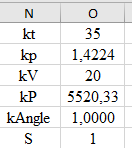 N O
kt 35
kp 1,4224
kV 20
kP 5520,33
kAngle 1,0000
S 1